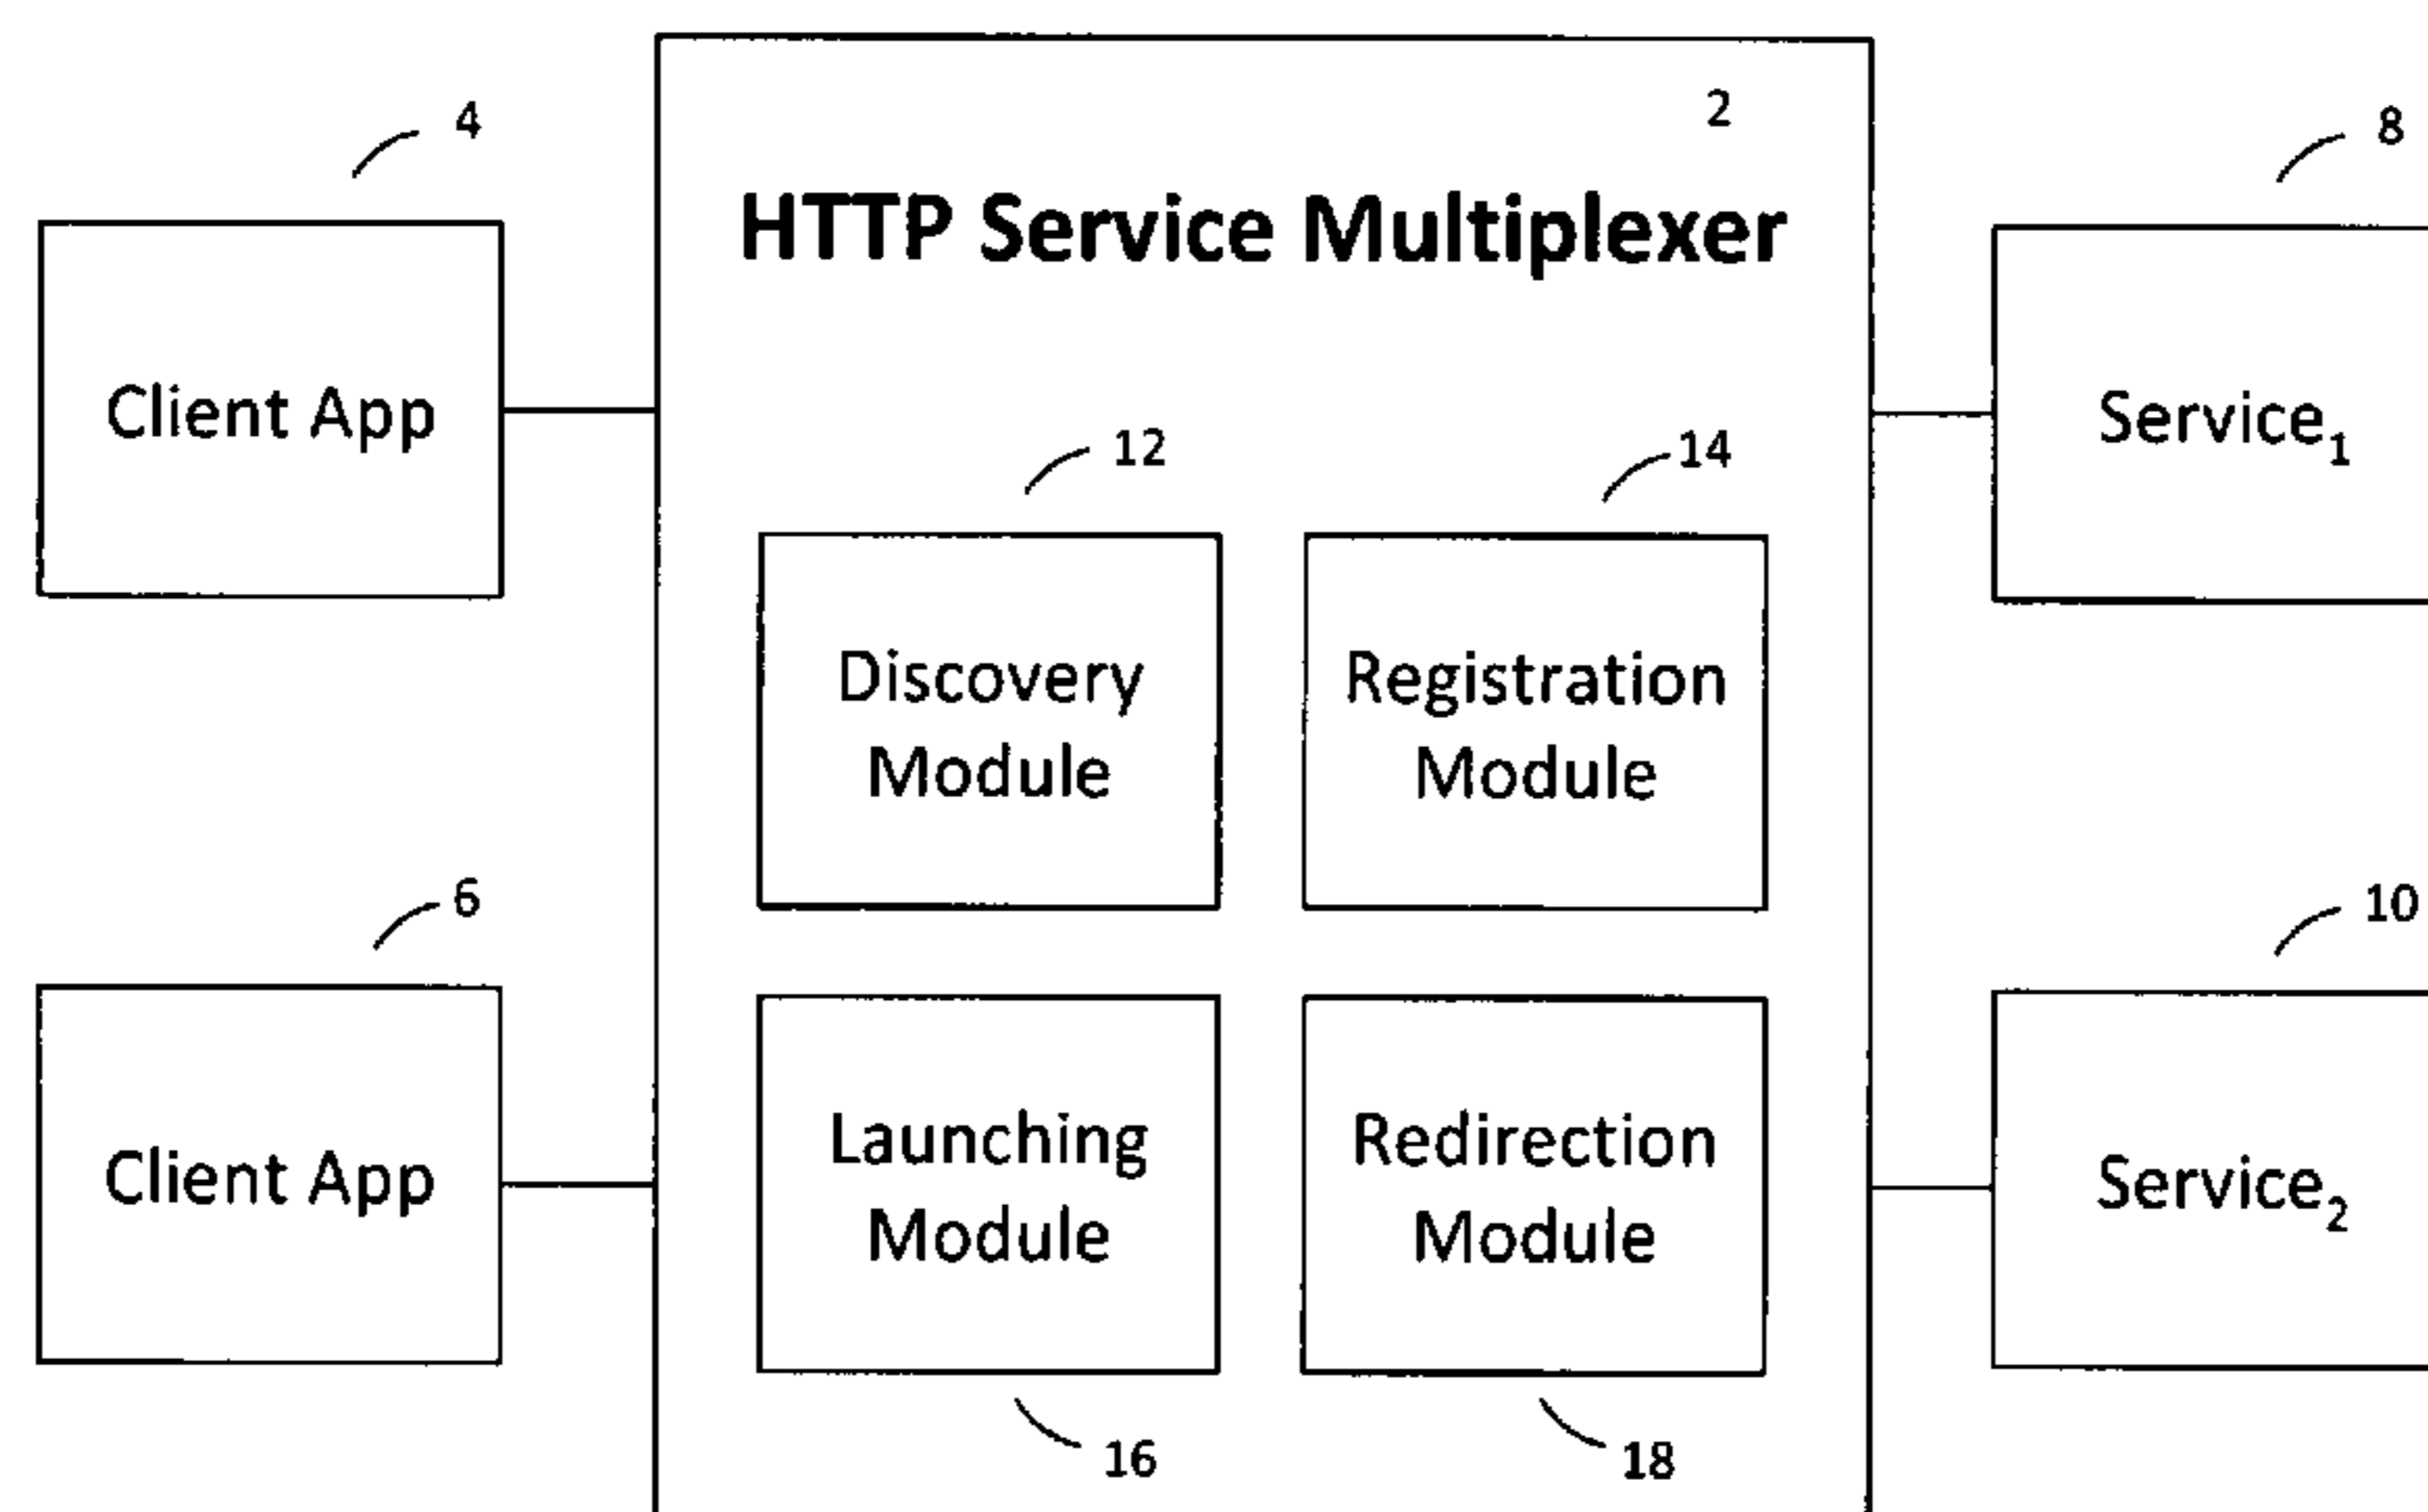 2
4
8
HTTP Service Multiplexer
Client App
Service₁
12
14
Discovery
Module
Registration
Module
6
10
Client App
Launching
Module
Redirection
Module
Service₂
16
18